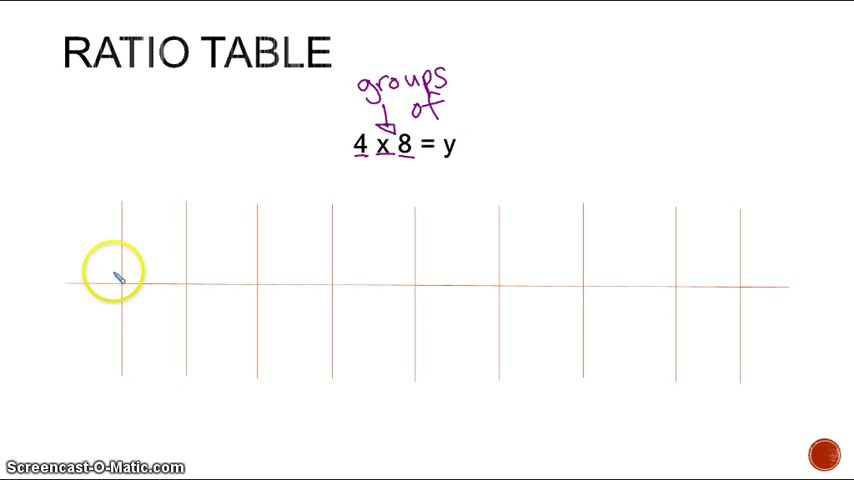 RATIO TABLE
groups
of
4 x 8 = y
Screencast-O-Matic.com